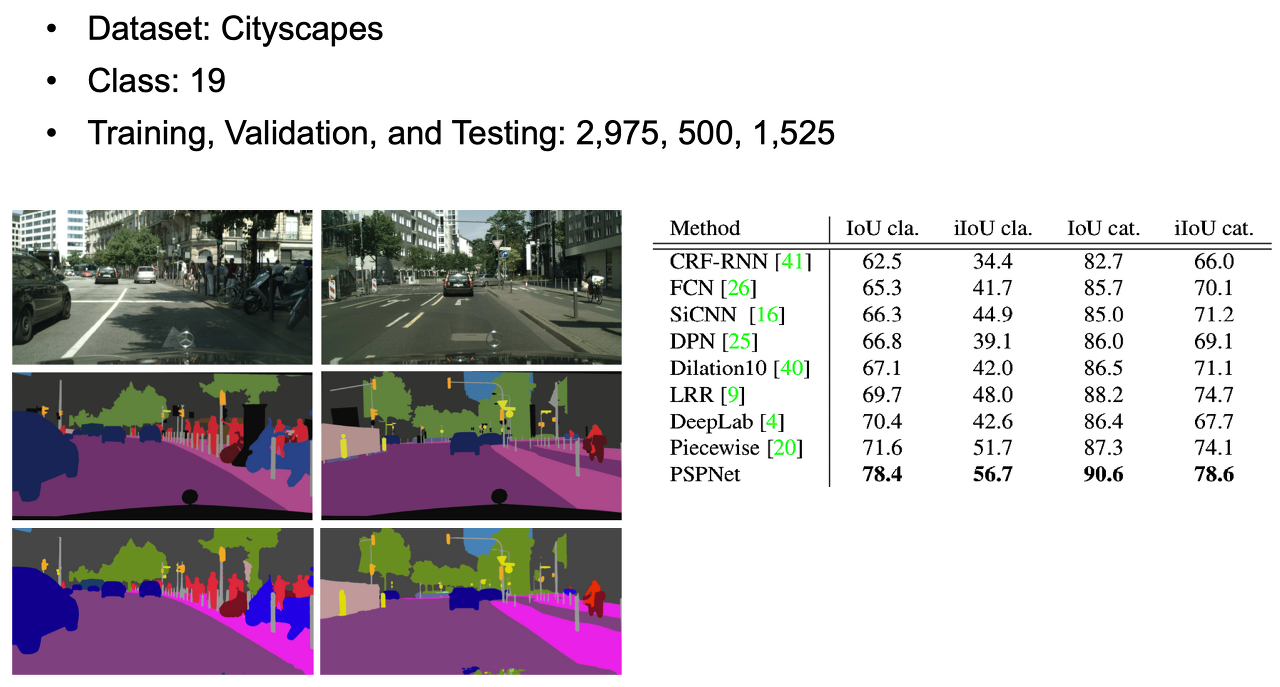 • Dataset: Cityscapes
• Class: 19
• Training, Validation, and Testing: 2,975, 500, 1,525
Method IoU cla. iIoU cla. IoU cat. iIoU cat.
CRF-RNN [41] 62.5 34.4 82.7 66.0
FCN [26] 65.3 41.7 85.7 70.1
SiCNN [16] 66.3 44.9 85.0 71.2
DPN [25] 66.8 39.1 86.0 69.1
Dilation10 [40] 67.1 42.0 86.5 71.1
LRR [9] 69.7 48.0 88.2 74.7
DeepLab [4] 70.4 42.6 86.4 67.7
Piecewise [20] 71.6 51.7 87.3 74.1
PSPNet 78.4 56.7 90.6 78.6